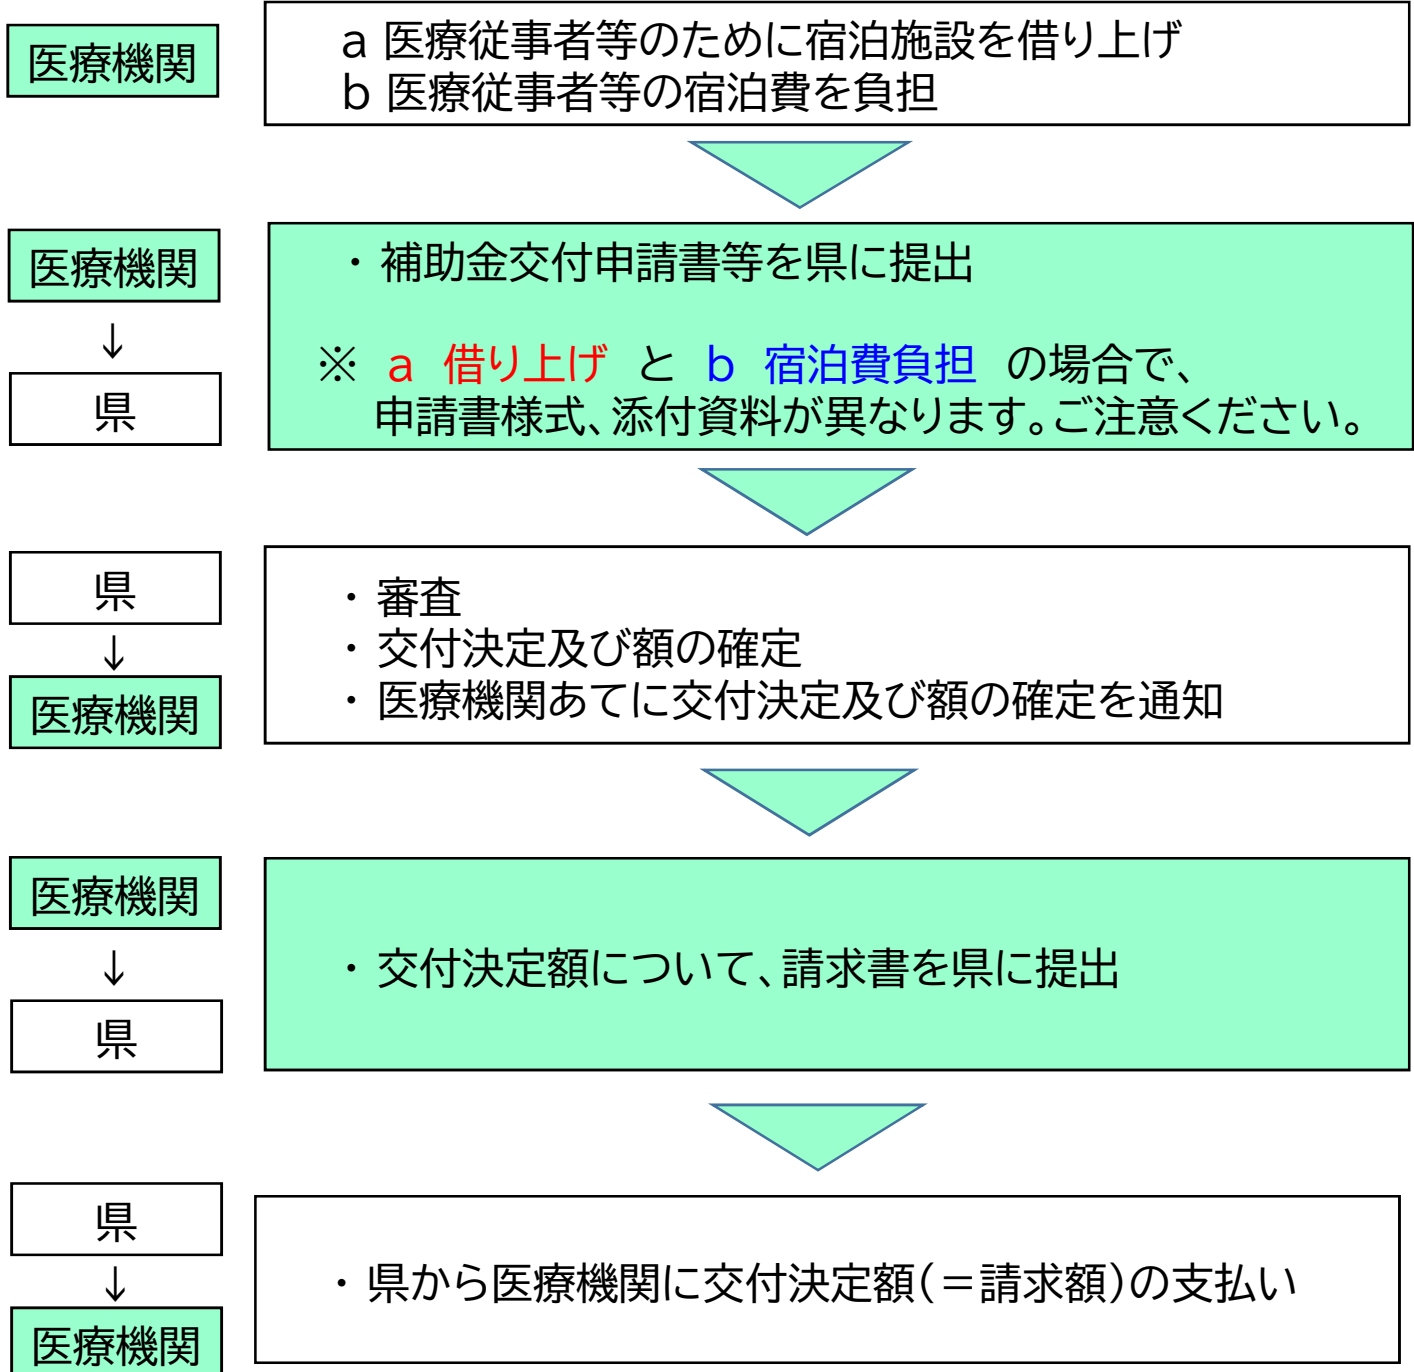 医療機関
a 医療従事者等のために宿泊施設を借り上げ
b 医療従事者等の宿泊費を負担
医療機関
↓
県
・ 補助金交付申請書等を県に提出
※ a 借り上げ と b 宿泊費負担 の場合で、
申請書様式、添付資料が異なります。ご注意ください。
県
↓
医療機関
・ 審査
・ 交付決定及び額の確定
・ 医療機関あてに交付決定及び額の確定を通知
医療機関
↓
県
・ 交付決定額について、請求書を県に提出
県
↓
医療機関
・ 県から医療機関に交付決定額(=請求額)の支払い